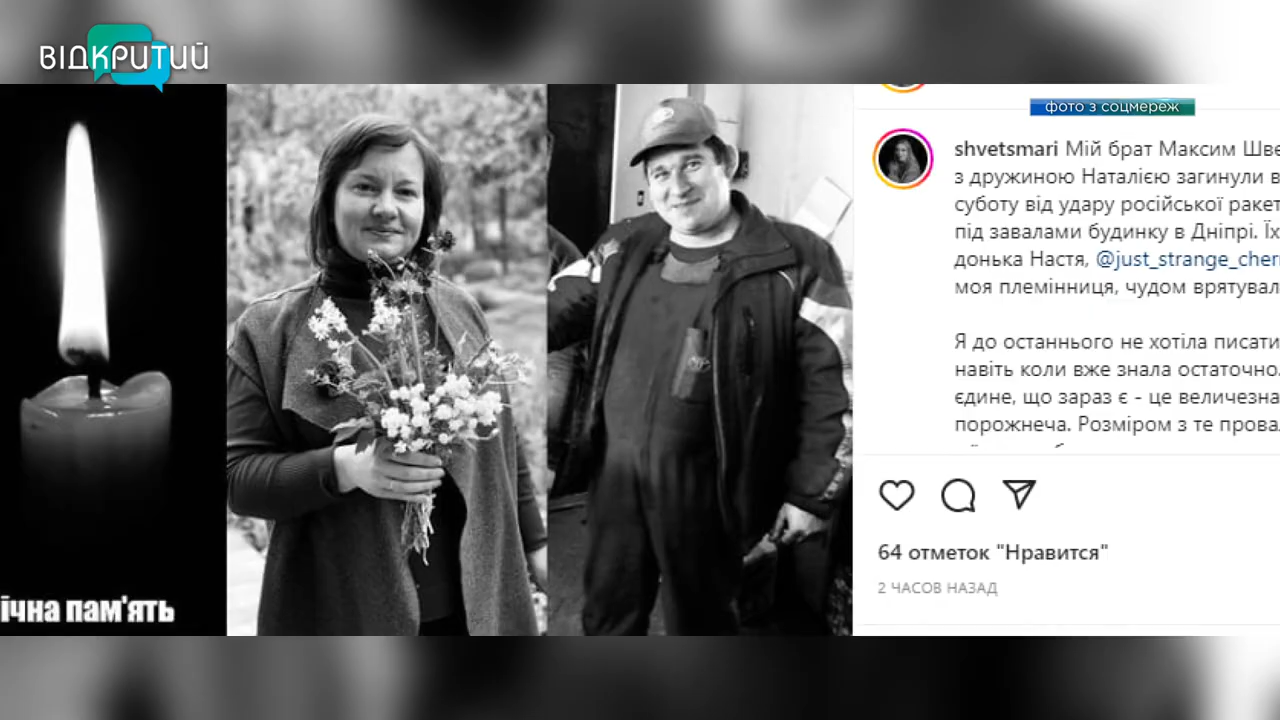 ВІДКРИТИЙ
фото з соцмереж
shvetsmari Мій брат Максим Шве
з дружиною Наталією загинули в
суботу від удару російської ракет
під завалами будинку в Дніпрі. Їх
донька Настя, @just_strange_cher
моя племінниця, чудом врятувал
Я до останнього не хотіла писати
навіть коли вже знала остаточно.
єдине, що зараз є - це величезна
порожнеча. Розміром з те прова
64 отметок "Нравится"
2 ЧАСОВ НАЗАД
ічна пам'ять